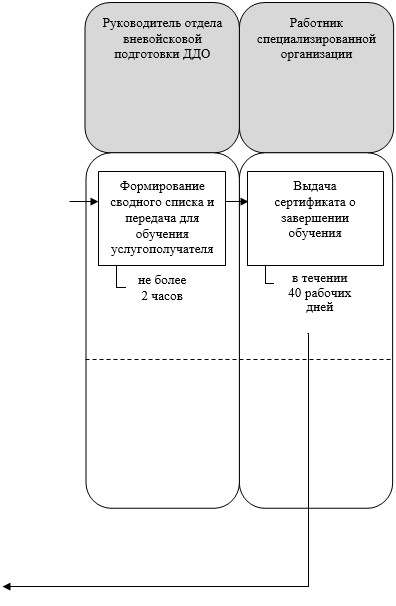 Руководитель отдела
вневойсковой
подготовки ДДО
Работник
специализированной
организации
Формирование
сводного списка и
передача для
обучения
услугополучателя
Выдача
сертификата о
завершении
обучения
не более
2 часов
в течении
40 рабочих
дней